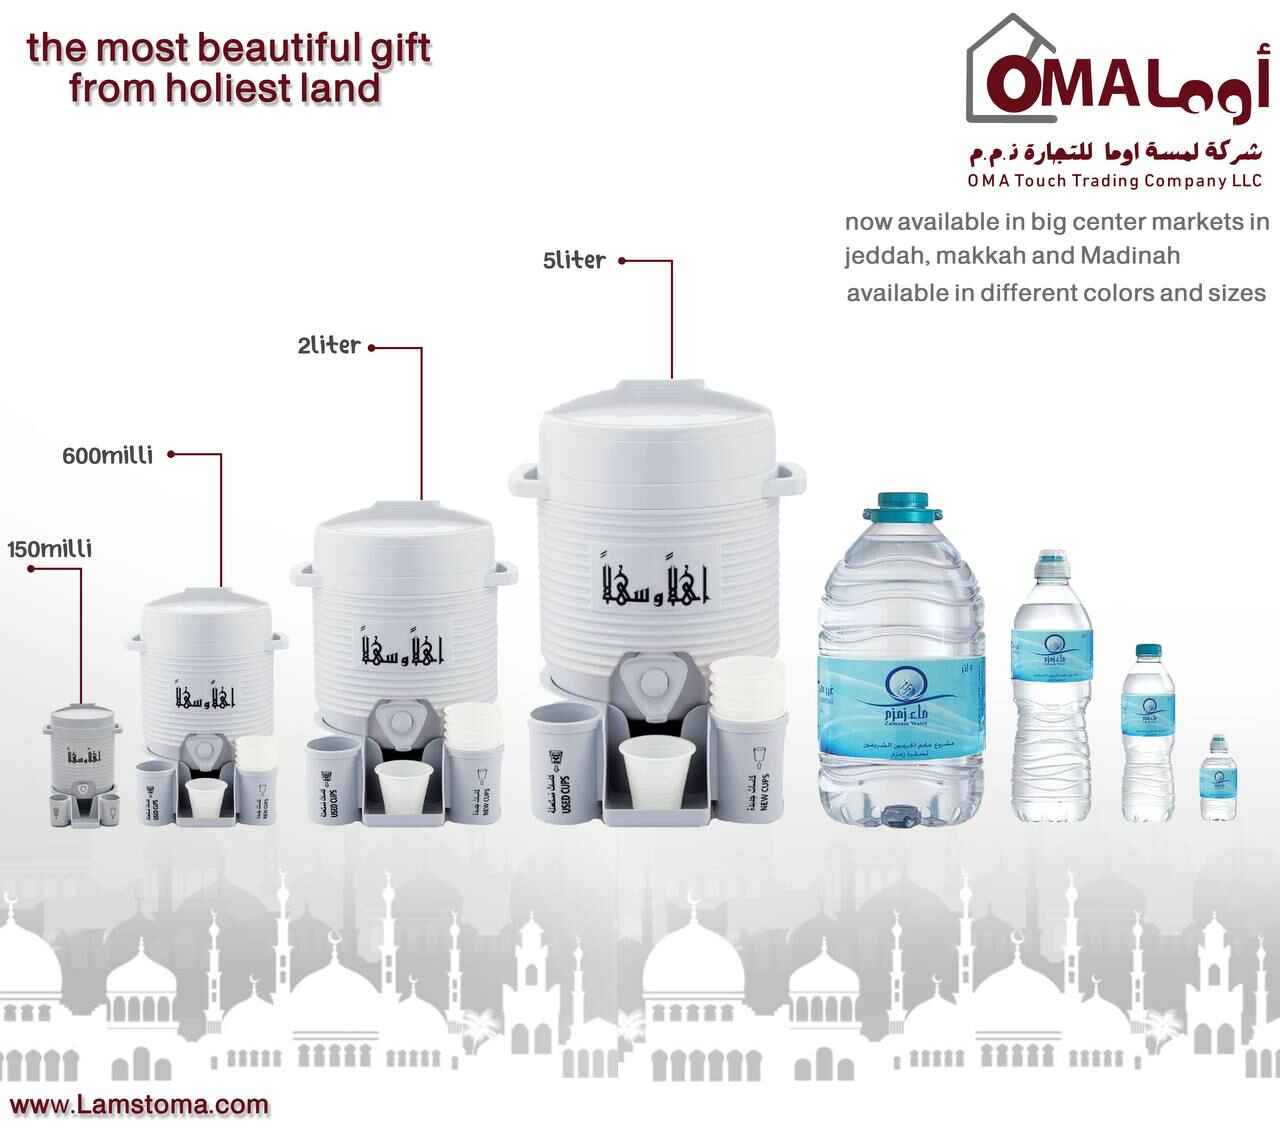 the most beautiful gift
from holiest land
OMA أوما
شركة لمسة اوما للتجارة ذ.م.م
OMA Touch Trading Company LLC
now available in big center markets in
jeddah, makkah and Madinah
available in different colors and sizes
5liter
2liter
600milli
150milli
اهلاً وسهلاً
اهلاً وسهلاً
اهلاً وسهلاً
اهلاً وسهلاً
USED CUPS
NEW CUPS
USED CUPS
NEW CUPS
ماء زمزم
Zamzam Water
www.Lamstoma.com